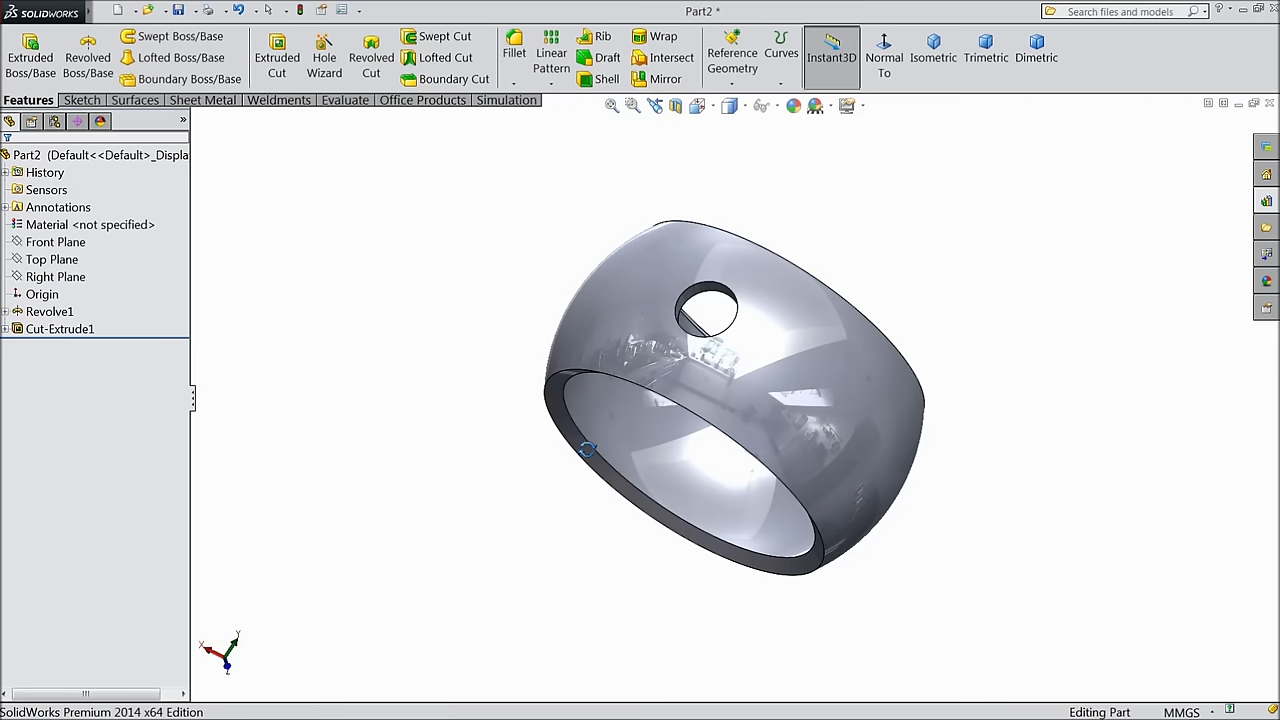 SOLIDWORKS
Part2 *
Search files and models
Extruded Boss/Base
Revolved Boss/Base
Swept Boss/Base
Lofted Boss/Base
Boundary Boss/Base
Extruded Cut
Hole Wizard
Revolved Cut
Swept Cut
Lofted Cut
Boundary Cut
Fillet
Linear Pattern
Rib
Draft
Shell
Wrap
Intersect
Mirror
Reference Geometry
Curves
Instant3D
Normal To
Isometric
Trimetric
Dimetric
Features Sketch Surfaces Sheet Metal Weldments Evaluate Office Products Simulation
Part2 (Default<<Default>_Displa
History
Sensors
Annotations
Material <not specified>
Front Plane
Top Plane
Right Plane
Origin
Revolve1
Cut-Extrude1
X
Y
Z
SolidWorks Premium 2014 x64 Edition
Editing Part
MMGS